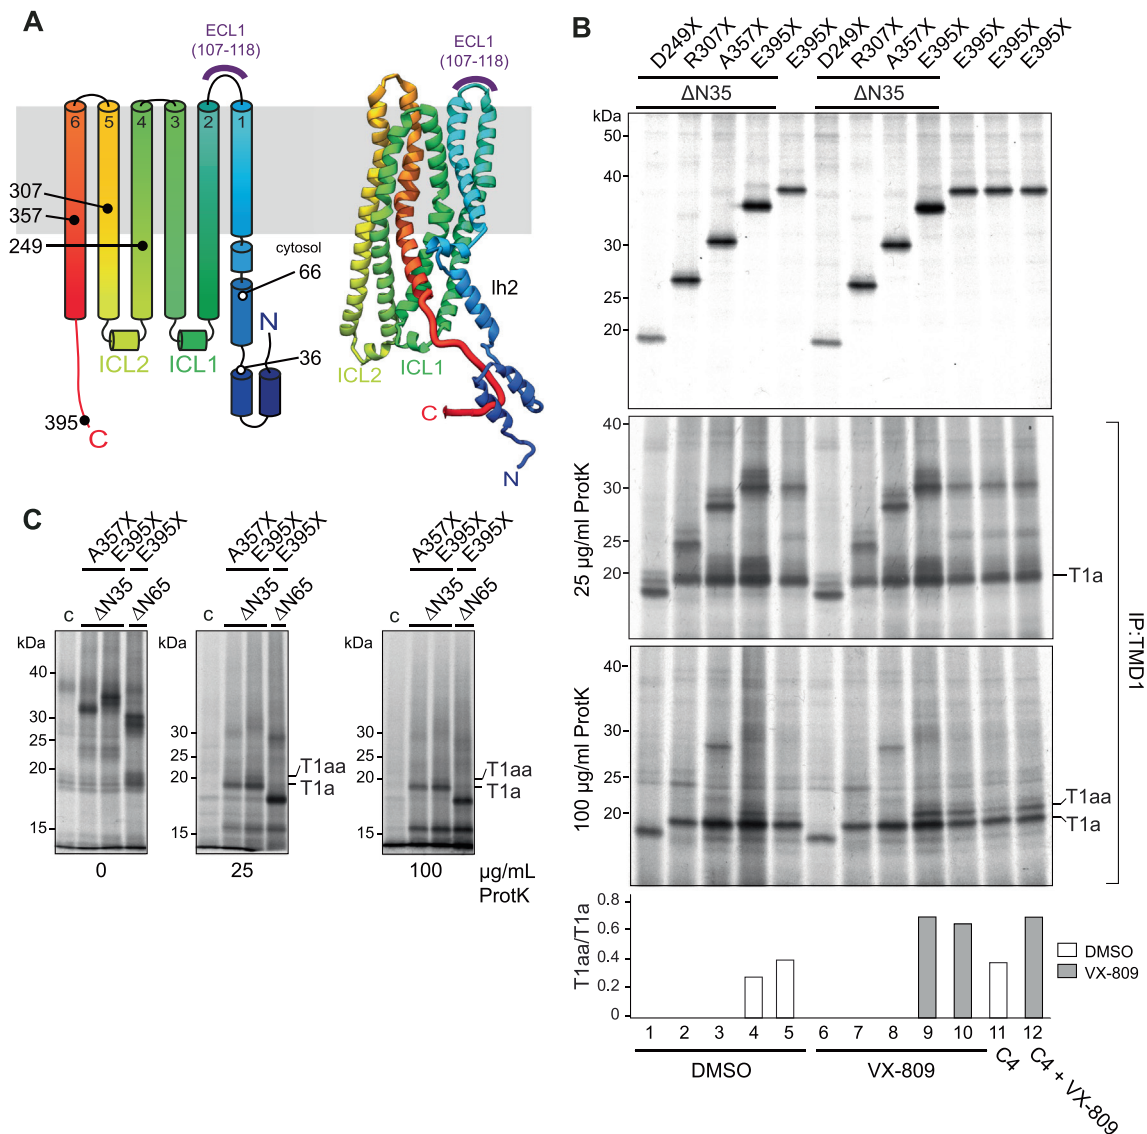 A
ECL1
(107-118)
ECL1
(107-118)
6 5 4 3 2 1
307
357
249
cytosol
66
N
36
ICL2 ICL1
395
C
lh2
ICL2 ICL1
C
N
B
D249X R307X A357X E395X E395X D249X R307X A357X E395X E395X E395X E395X
ΔN35 ΔN35
kDa
50
40
30
25
20
25 µg/ml ProtK
40
30
25
20
T1a
IP:TMD1
100 µg/ml ProtK
40
30
25
20
T1aa
T1a
T1aa/T1a
0.8
0.6
0.4
0.2
0
DMSO
VX-809
1 2 3 4 5 6 7 8 9 10 11 12
DMSO VX-809 C4 C4 + VX-809
C
A357X E395X E395X
c ΔN35 ΔN65
kDa
40
30
25
20
15
0
A357X E395X E395X
c ΔN35 ΔN65
kDa
30
25
20
15
T1aa
T1a
25
A357X E395X E395X
c ΔN35 ΔN65
kDa
30
25
20
15
T1aa
T1a
100
µg/mL
ProtK